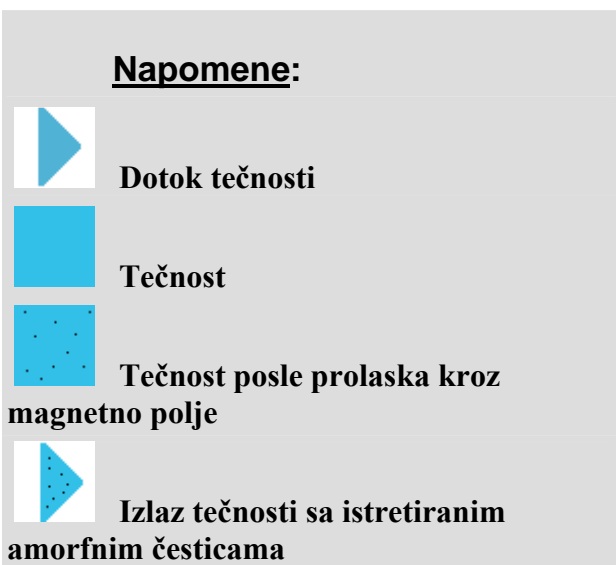 Napomene:
Dotok tečnosti
Tečnost
Tečnost posle prolaska kroz
magnetno polje
Izlaz tečnosti sa istretiranim
amorfnim česticama